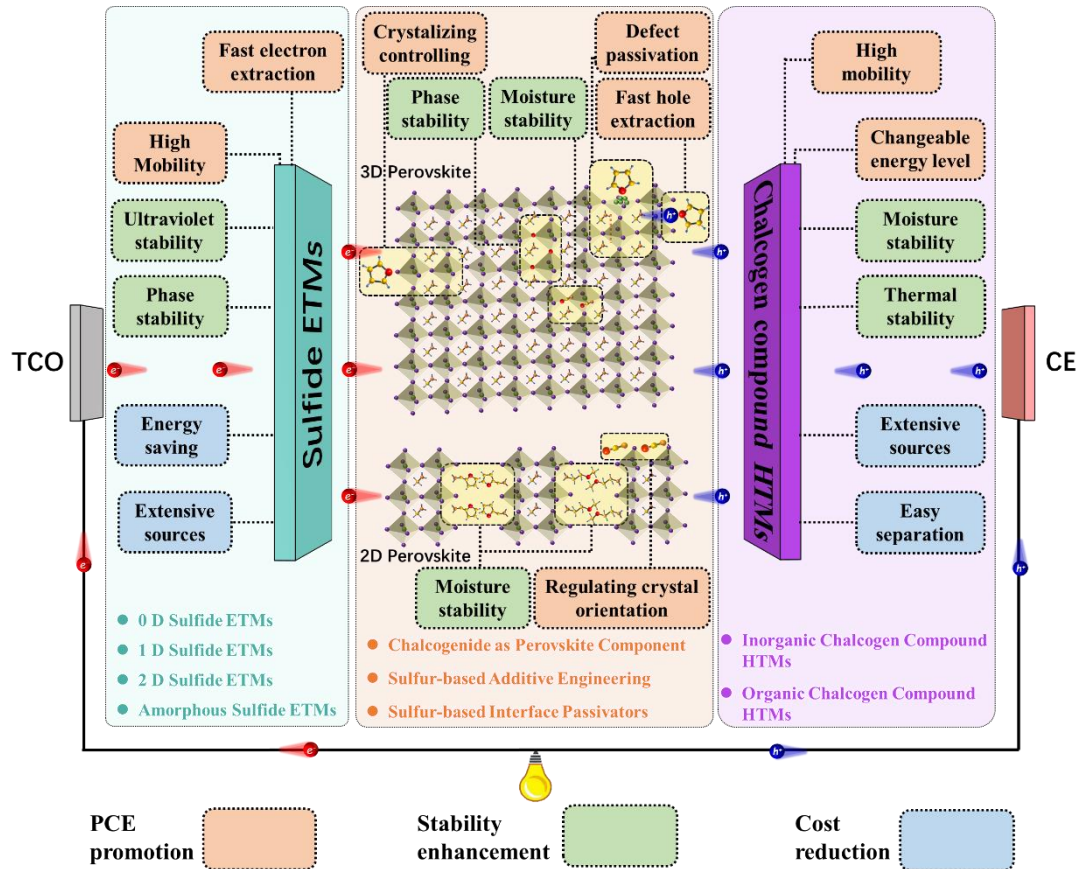 Fast electron
extraction
High
Mobility
Ultraviolet
stability
Phase
stability
TCO
Energy
saving
Extensive
sources
Sulfide ETMs
● 0 D Sulfide ETMs
● 1 D Sulfide ETMs
● 2 D Sulfide ETMs
● Amorphous Sulfide ETMs
Crystalizing
controlling
Defect
passivation
Phase
stability
Moisture
stability
Fast hole
extraction
3D Perovskite
h⁺
e⁻
h⁺
e⁻
e⁻
e⁻
h⁺
h⁺
h⁺
e⁻
h⁺
2D Perovskite
Moisture
stability
Regulating crystal
orientation
● Chalcogenide as Perovskite Component
● Sulfur-based Additive Engineering
● Sulfur-based Interface Passivators
High
mobility
Changeable
energy level
Moisture
stability
Thermal
stability
CE
Extensive
sources
Easy
separation
Chalcogen compound HTMs
● Inorganic Chalcogen Compound
HTMs
● Organic Chalcogen Compound
HTMs
e⁻
h⁺
e⁻
h⁺
PCE
promotion
Stability
enhancement
Cost
reduction